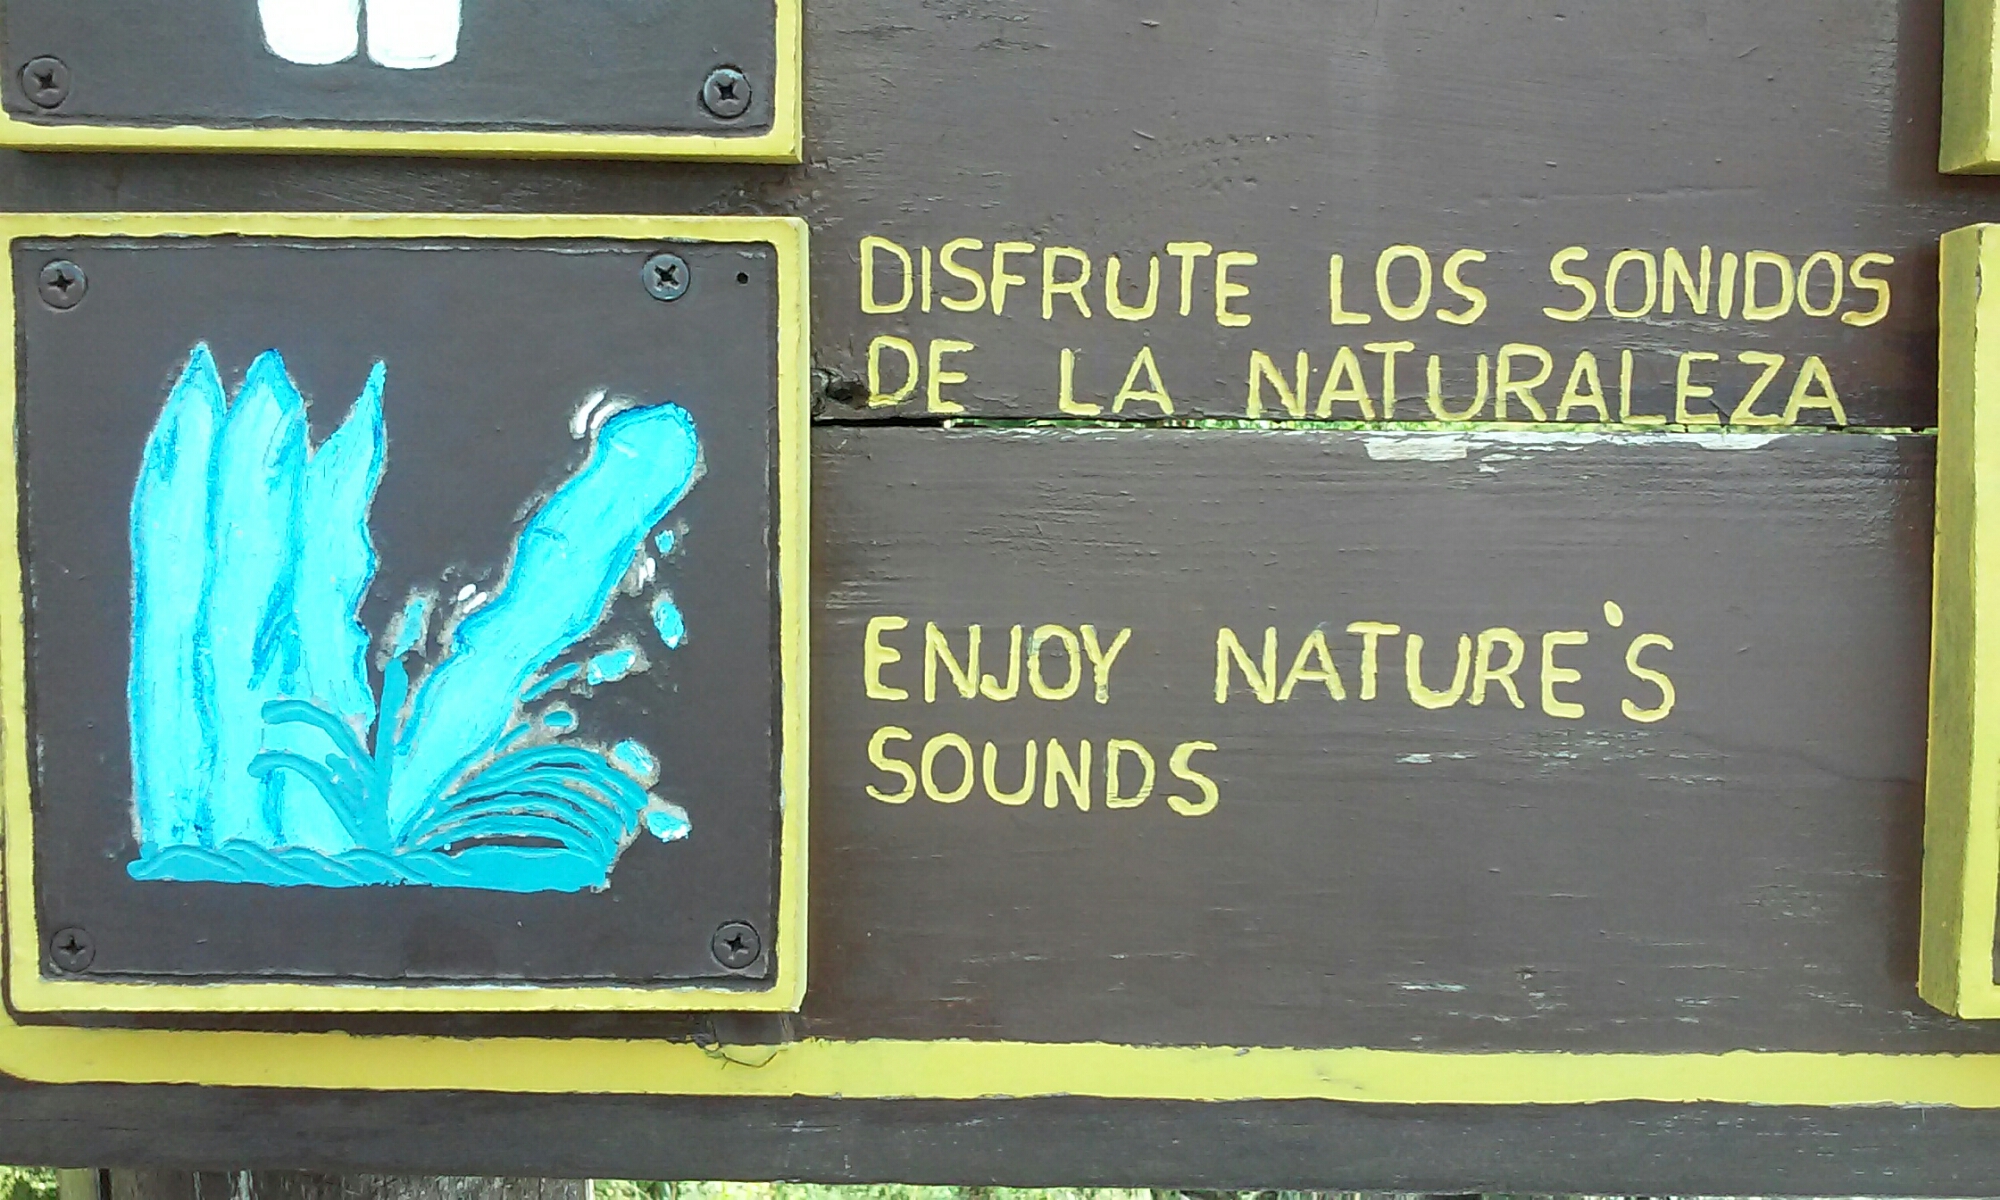 DISFRUTE LOS SONIDOS
DE LA NATURALEZA
ENJOY NATURE'S
SOUNDS